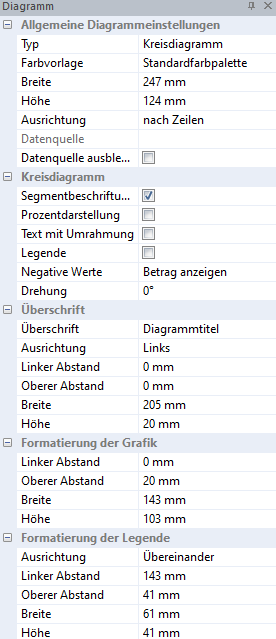 Diagramm
Allgemeine Diagrammeinstellungen
Typ Kreisdiagramm
Farbvorlage Standardfarbpalette
Breite 247 mm
Höhe 124 mm
Ausrichtung nach Zeilen
Datenquelle
Datenquelle ausble...
Kreisdiagramm
Segmentbeschriftu...
Prozentdarstellung
Text mit Umrahmung
Legende
Negative Werte Betrag anzeigen
Drehung 0°
Überschrift
Überschrift Diagrammtitel
Ausrichtung Links
Linker Abstand 0 mm
Oberer Abstand 0 mm
Breite 205 mm
Höhe 20 mm
Formatierung der Grafik
Linker Abstand 0 mm
Oberer Abstand 20 mm
Breite 143 mm
Höhe 103 mm
Formatierung der Legende
Ausrichtung Übereinander
Linker Abstand 143 mm
Oberer Abstand 41 mm
Breite 61 mm
Höhe 41 mm